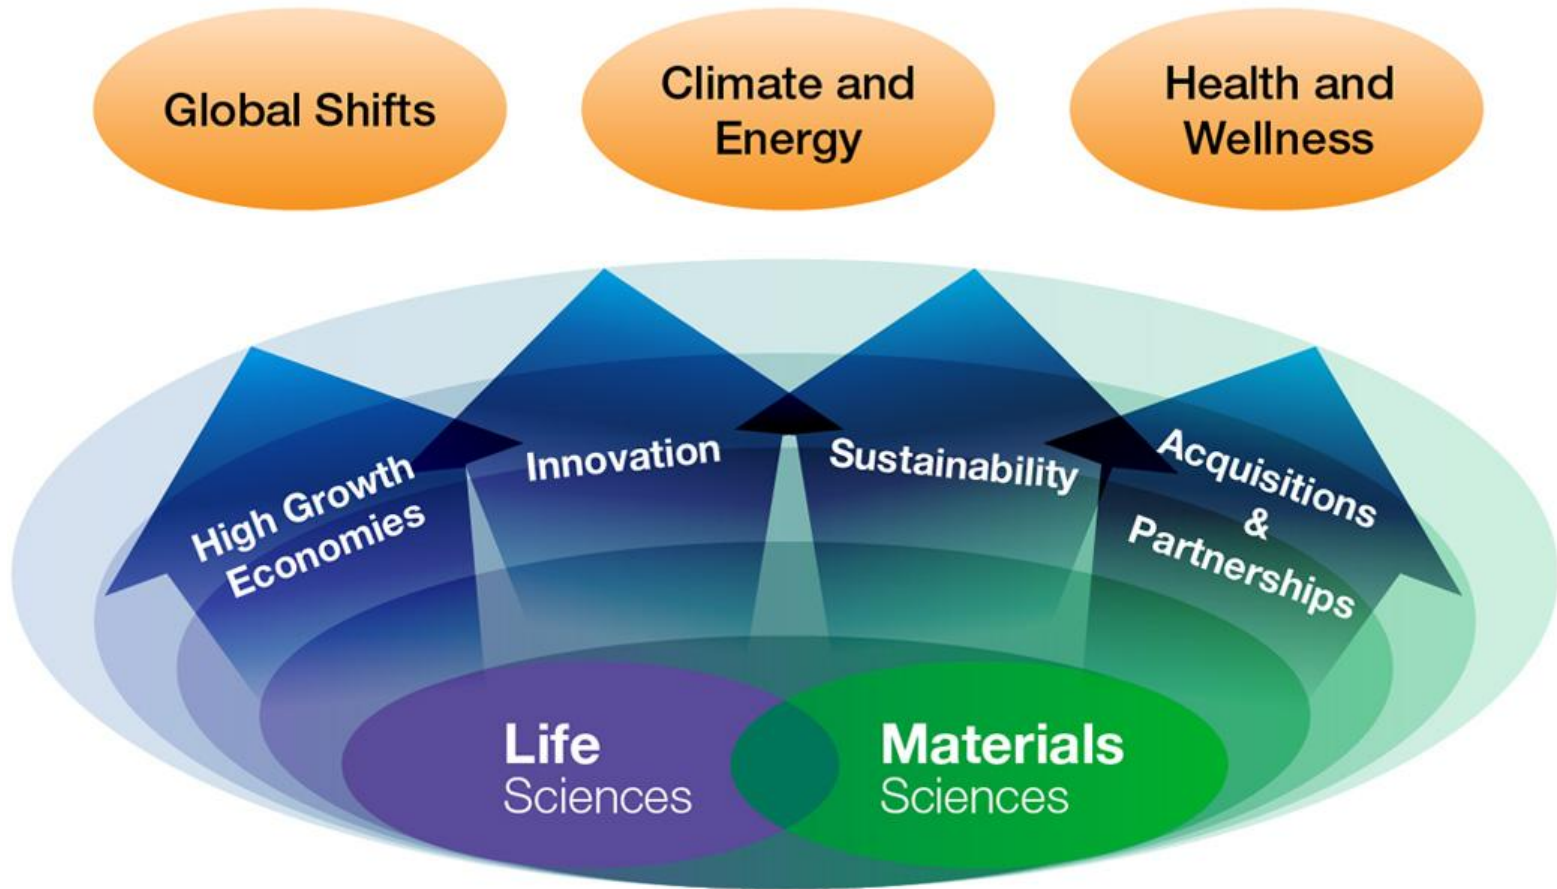 Global Shifts
Climate and
Energy
Health and
Wellness
High Growth
Economies
Innovation
Sustainability
Acquisitions
&
Partnerships
Life
Sciences
Materials
Sciences